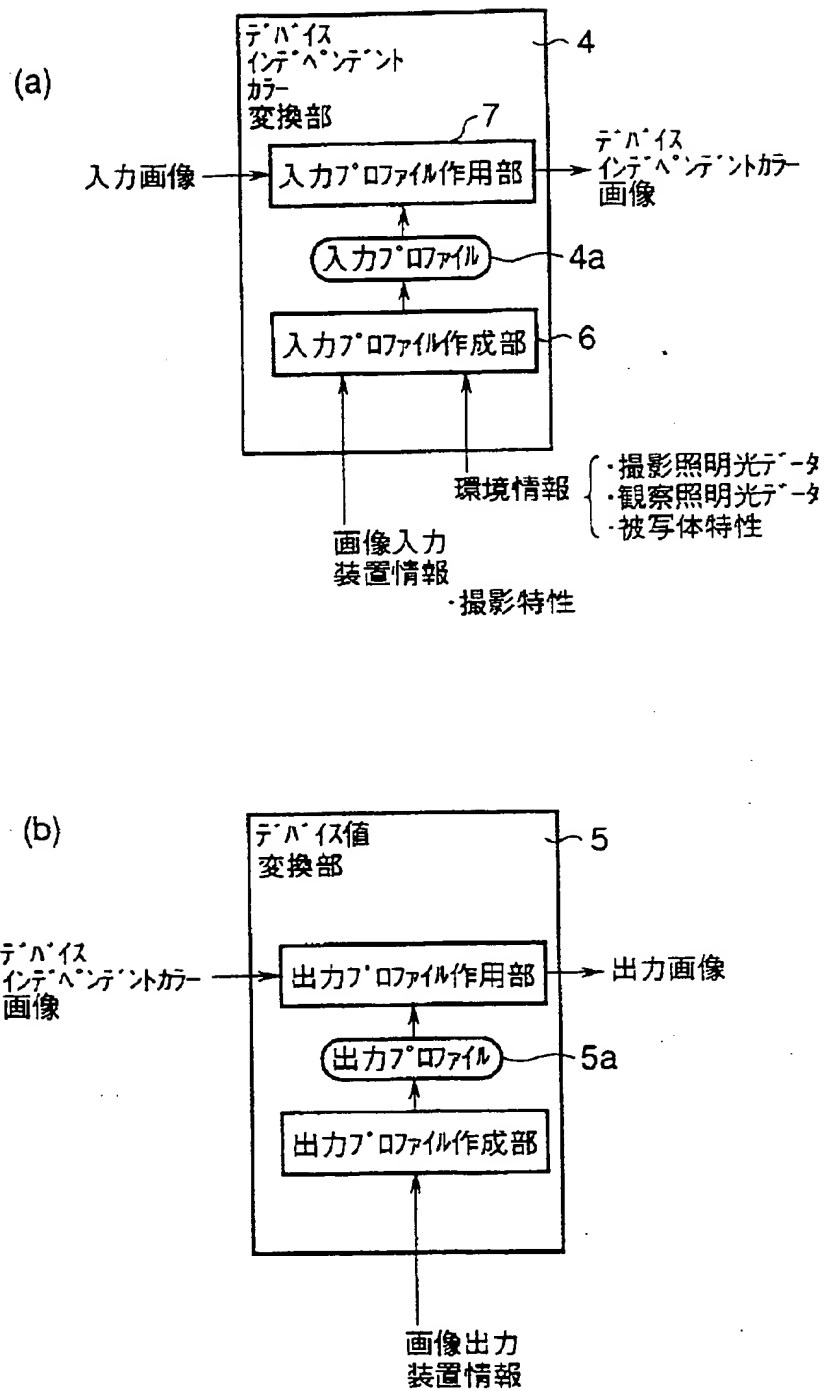 (a)
デバイス
インデペンデント
カラー
変換部
4
7
入力画像
入力プロファイル作用部
デバイス
インデペンデントカラー
画像
入力プロファイル
4a
入力プロファイル作成部
6
環境情報
・撮影照明光データ
・観察照明光データ
・被写体特性
画像入力
装置情報
・撮影特性
(b)
デバイス値
変換部
5
デバイス
インデペンデントカラー
画像
出力プロファイル作用部
出力画像
出力プロファイル
5a
出力プロファイル作成部
画像出力
装置情報